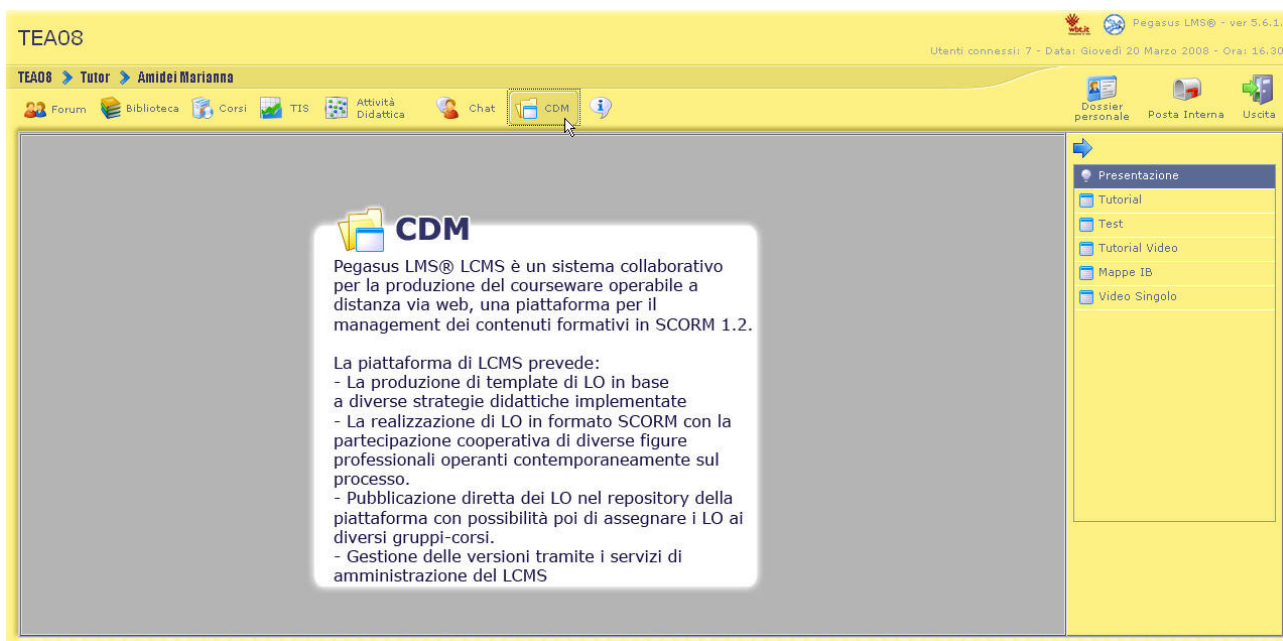 TEA08
wbt.it
Pegasus LMS® - ver 5.6.1.
Utenti connessi: 7 - Data: Giovedì 20 Marzo 2008 - Ora: 16.30
TEA08 Tutor Amidei Marianna
Forum
Biblioteca
Corsi
TIS
Attività
Didattica
Chat
CDM
Dossier
personale
Posta Interna
Uscita
CDM
Pegasus LMS® LCMS è un sistema collaborativo
per la produzione del courseware operabile a
distanza via web, una piattaforma per il
management dei contenuti formativi in SCORM 1.2.
La piattaforma di LCMS prevede:
- La produzione di template di LO in base
a diverse strategie didattiche implementate
- La realizzazione di LO in formato SCORM con la
partecipazione cooperativa di diverse figure
professionali operanti contemporaneamente sul
processo.
- Pubblicazione diretta dei LO nel repository della
piattaforma con possibilità poi di assegnare i LO ai
diversi gruppi-corsi.
- Gestione delle versioni tramite i servizi di
amministrazione del LCMS
Presentazione
Tutorial
Test
Tutorial Video
Mappe IB
Video Singolo